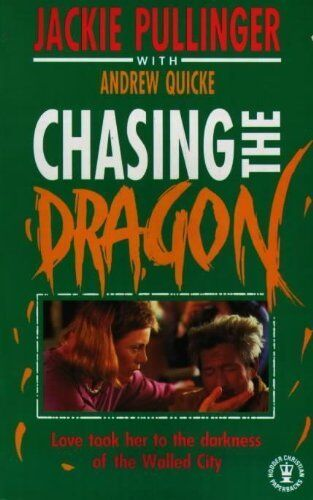 JACKIE PULLINGER
WITH
ANDREW QUICKE
CHASING
THE
DRAGON
Love took her to the darkness
of the Walled City
HODDER CHRISTIAN
PAPERBACKS